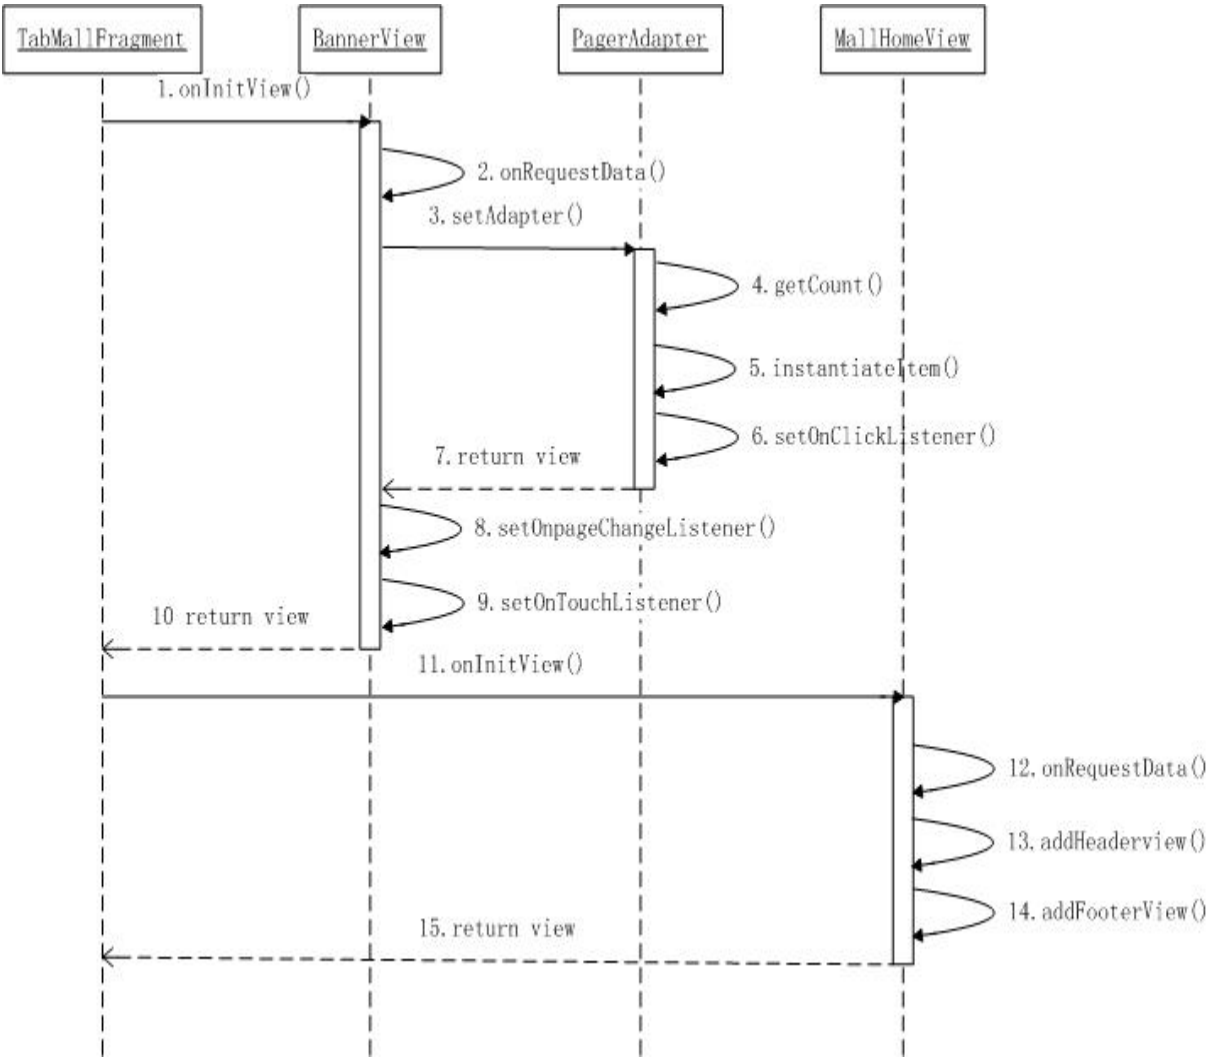 TabMallFragment
BannerView
PagerAdapter
MallHomeView
1.onInitView()
2.onRequestData()
3.setAdapter()
4.getCount()
5.instantiateItem()
6.setOnClickListener()
7.return view
8.setOnpageChangeListener()
9.setOnTouchListener()
10 return view
11.onInitView()
12.onRequestData()
13.addHeaderview()
14.addFooterView()
15.return view